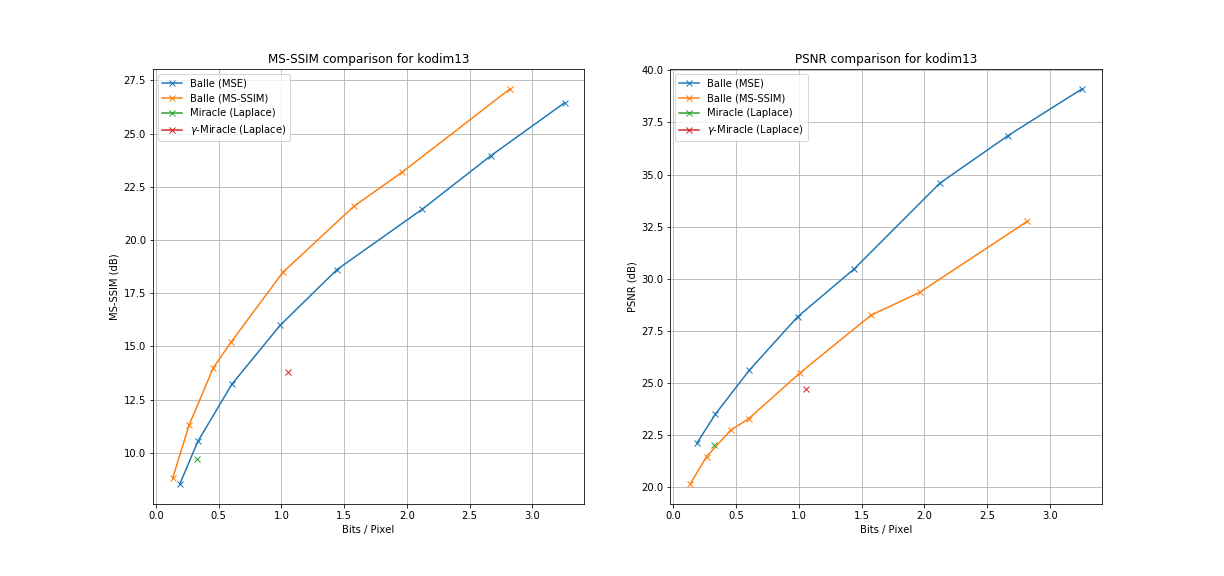 MS-SSIM comparison for kodim13
Balle (MSE)
Balle (MS-SSIM)
Miracle (Laplace)
γ-Miracle (Laplace)
27.5
25.0
22.5
20.0
17.5
15.0
12.5
10.0
MS-SSIM (dB)
0.0 0.5 1.0 1.5 2.0 2.5 3.0
Bits / Pixel
PSNR comparison for kodim13
Balle (MSE)
Balle (MS-SSIM)
Miracle (Laplace)
γ-Miracle (Laplace)
40.0
37.5
35.0
32.5
30.0
27.5
25.0
22.5
20.0
PSNR (dB)
0.0 0.5 1.0 1.5 2.0 2.5 3.0
Bits / Pixel